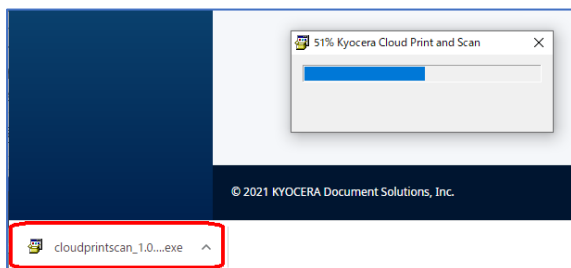 51% Kyocera Cloud Print and Scan
© 2021 KYOCERA Document Solutions, Inc.
cloudprintscan_1.0....exe